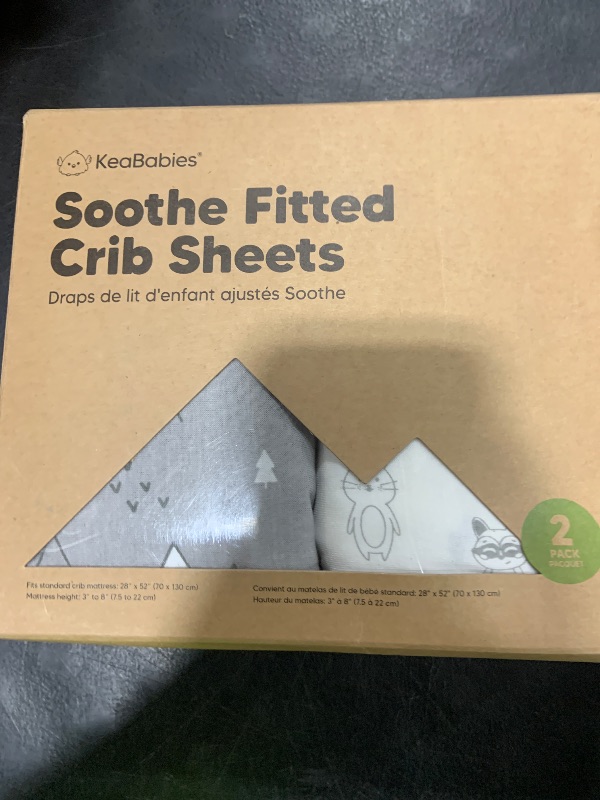 KeaBabies®
Soothe Fitted
Crib Sheets
Draps de lit d'enfant ajustés Soothe
2
PACK
PACQUET
Fits standard crib mattress: 28" x 52" (70 x 130 cm)
Mattress height: 3" to 8" (7.5 to 22 cm)
Convient au matelas de lit de bébé standard: 28" x 52" (70 x 130 cm)
Hauteur du matelas: 3" à 8" (7.5 à 22 cm)